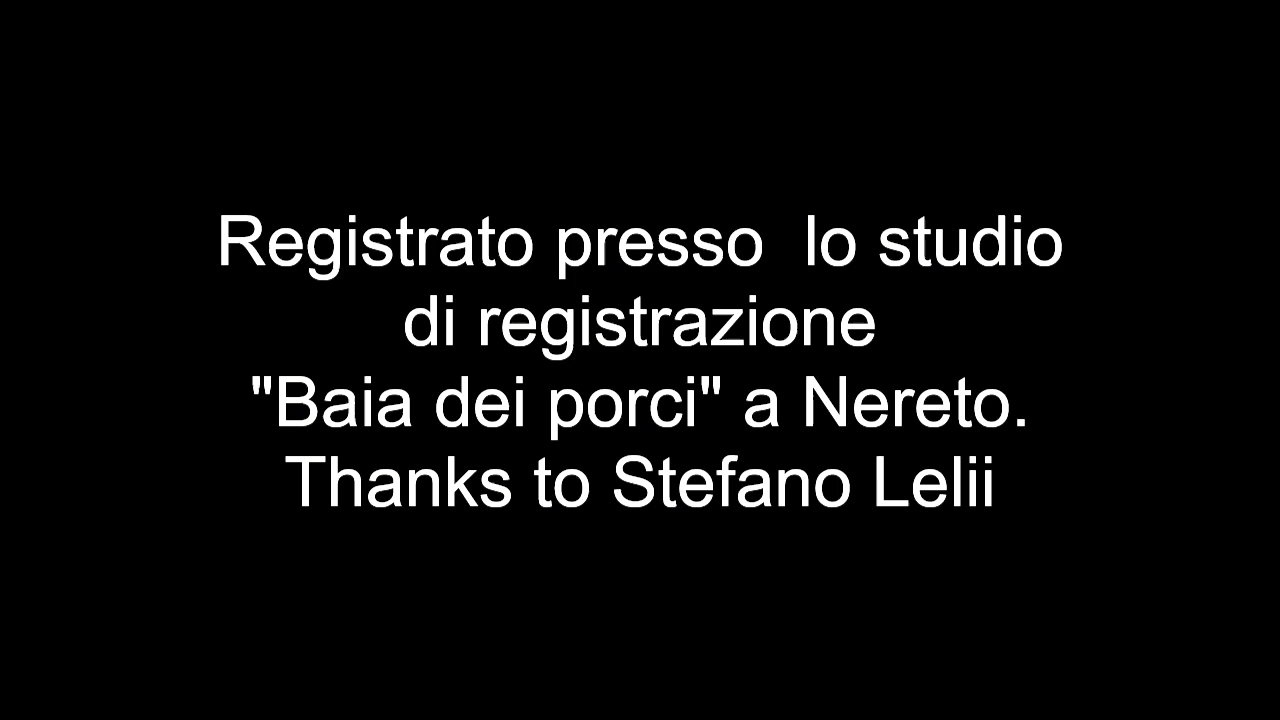 Registrato presso  lo studio
di registrazione
"Baia dei porci" a Nereto.
Thanks to Stefano Lelii